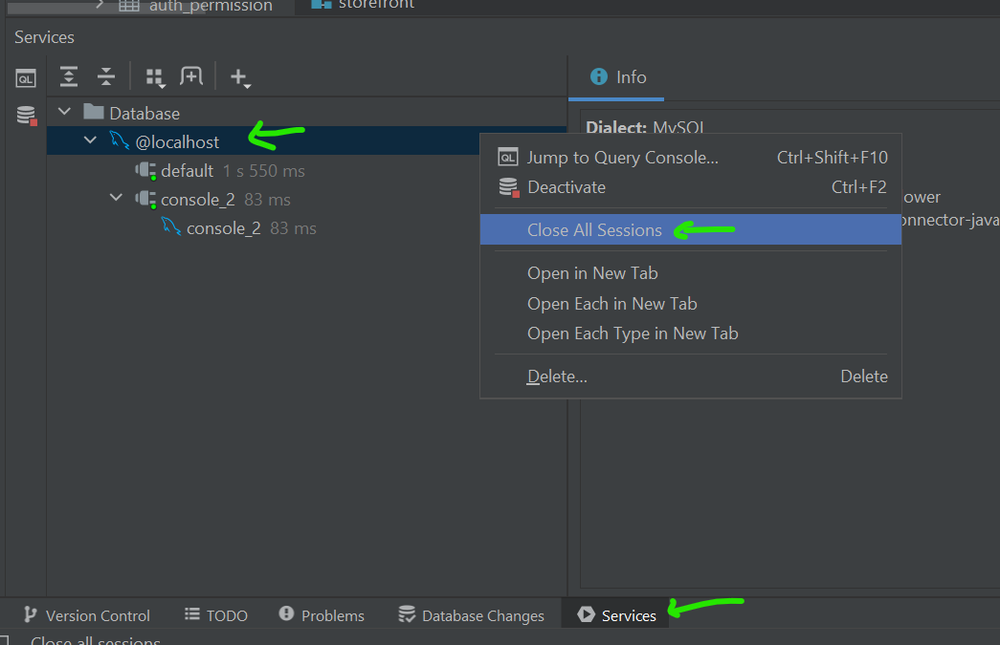 auth_permission
storefront
Services
QL
Info
Database
Dialect: MySQL
@localhost
default 1 s 550 ms
console_2 83 ms
console_2 83 ms
QL Jump to Query Console... Ctrl+Shift+F10
Deactivate Ctrl+F2
ower
onnector-java
Close All Sessions
Open in New Tab
Open Each in New Tab
Open Each Type in New Tab
Delete... Delete
Version Control TODO Problems Database Changes Services
Close all sessions